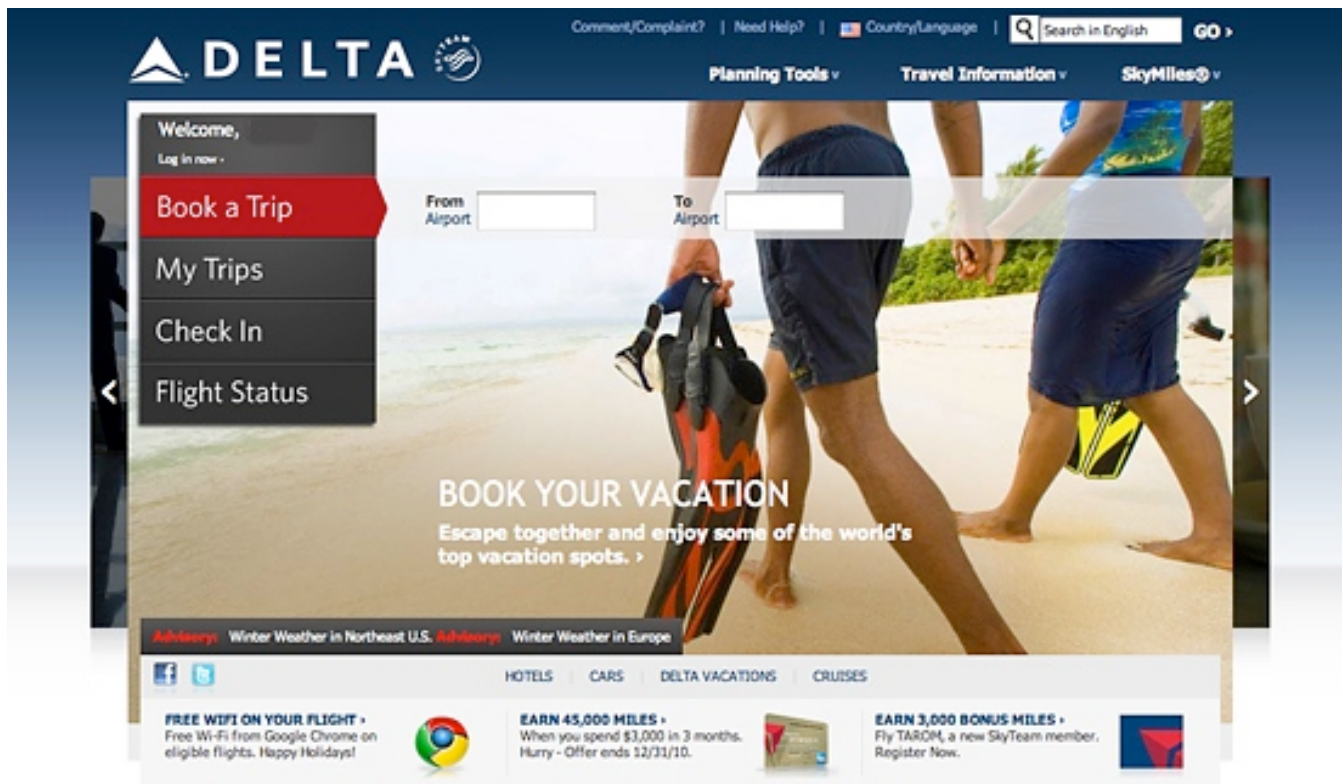 Comment/Complaint? | Need Help? | Country/Language | Search in English GO ›
DELTA
SKYTEAM
Planning Tools v Travel Information v SkyMiles® v
Welcome,
Log in now ›
Book a Trip
From
Airport
To
Airport
My Trips
Check In
Flight Status
BOOK YOUR VACATION
Escape together and enjoy some of the world's
top vacation spots. ›
Advisory: Winter Weather in Northeast U.S. Advisory: Winter Weather in Europe
HOTELS | CARS | DELTA VACATIONS | CRUISES
FREE WIFI ON YOUR FLIGHT ›
Free Wi-Fi from Google Chrome on
eligible flights. Happy Holidays!
EARN 45,000 MILES ›
When you spend $3,000 in 3 months.
Hurry - Offer ends 12/31/10.
EARN 3,000 BONUS MILES ›
Fly TAROM, a new SkyTeam member.
Register Now.